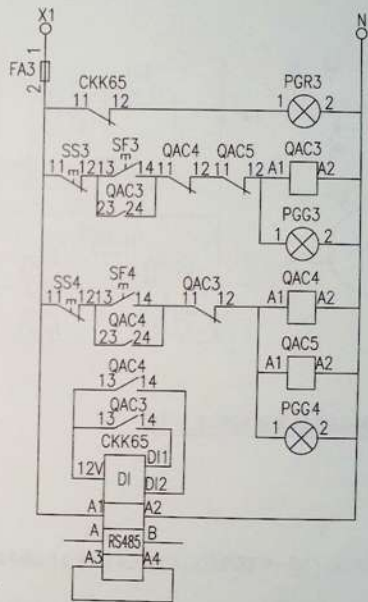 X1 N
1
FA3
2
CKK65 PGR3
11 12 1 2
SS3 SF3 QAC4 QAC5 QAC3
11 12 13 14 11 12 11 12 A1 A2
QAC3
23 24
PGG3
1 2
SS4 SF4 QAC3 QAC4
11 12 13 14 11 12 A1 A2
QAC4
23 24
QAC5
A1 A2
QAC4
13 14
PGG4
1 2
QAC3
13 14
CKK65
DI1
12V DI
DI2
A1 A2
A RS485 B
A3 A4